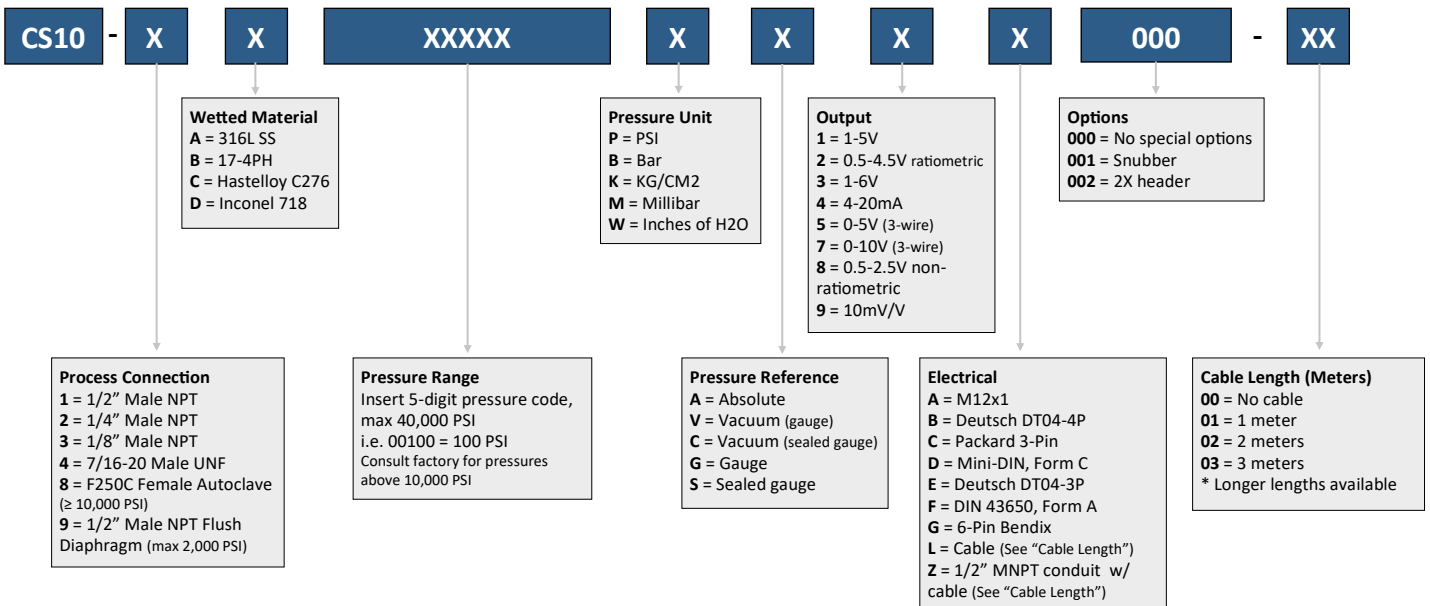 CS10 - X X XXXXX X X X X 000 - XX
Wetted Material
A = 316L SS
B = 17-4PH
C = Hastelloy C276
D = Inconel 718
Pressure Unit
P = PSI
B = Bar
K = KG/CM2
M = Millibar
W = Inches of H2O
Output
1 = 1-5V
2 = 0.5-4.5V ratiometric
3 = 1-6V
4 = 4-20mA
5 = 0-5V (3-wire)
7 = 0-10V (3-wire)
8 = 0.5-2.5V non-
ratiometric
9 = 10mV/V
Options
000 = No special options
001 = Snubber
002 = 2X header
Process Connection
1 = 1/2” Male NPT
2 = 1/4” Male NPT
3 = 1/8” Male NPT
4 = 7/16-20 Male UNF
8 = F250C Female Autoclave
(≥ 10,000 PSI)
9 = 1/2” Male NPT Flush
Diaphragm (max 2,000 PSI)
Pressure Range
Insert 5-digit pressure code,
max 40,000 PSI
i.e. 00100 = 100 PSI
Consult factory for pressures
above 10,000 PSI
Pressure Reference
A = Absolute
V = Vacuum (gauge)
C = Vacuum (sealed gauge)
G = Gauge
S = Sealed gauge
Electrical
A = M12x1
B = Deutsch DT04-4P
C = Packard 3-Pin
D = Mini-DIN, Form C
E = Deutsch DT04-3P
F = DIN 43650, Form A
G = 6-Pin Bendix
L = Cable (See “Cable Length”)
Z = 1/2” MNPT conduit w/
cable (See “Cable Length”)
Cable Length (Meters)
00 = No cable
01 = 1 meter
02 = 2 meters
03 = 3 meters
* Longer lengths available